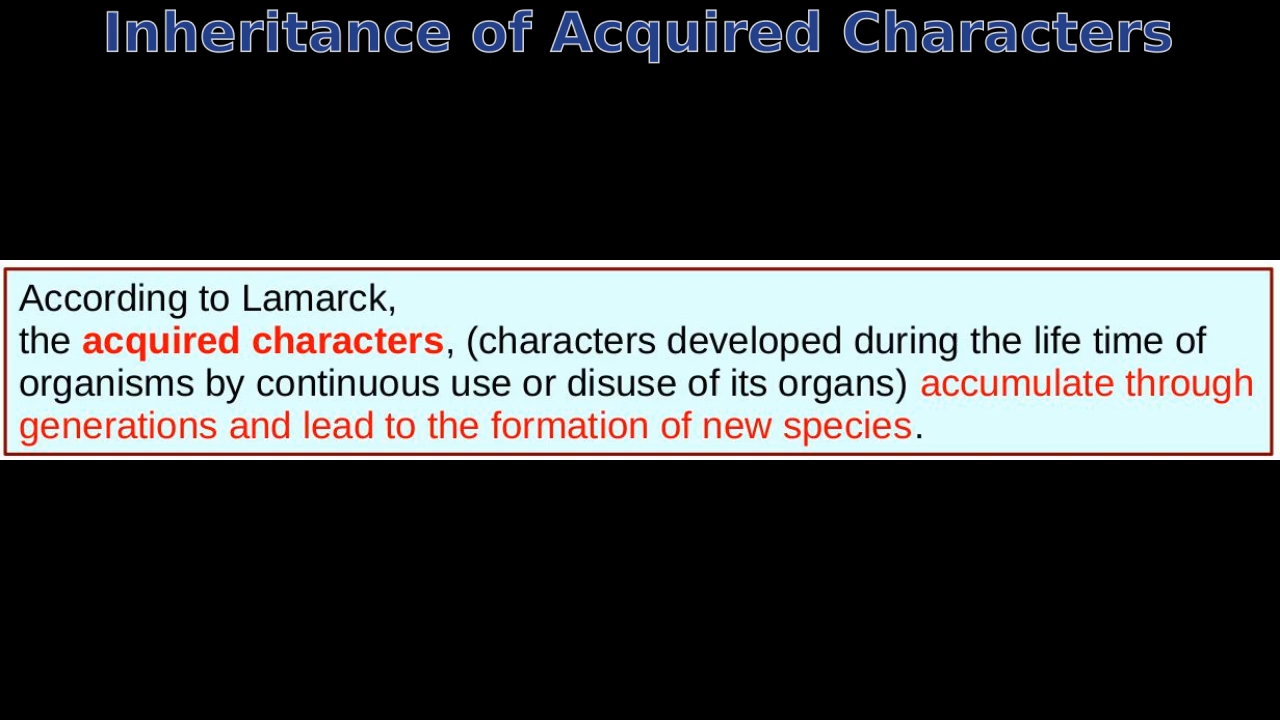 Inheritance of Acquired Characters
According to Lamarck,
the acquired characters, (characters developed during the life time of
organisms by continuous use or disuse of its organs) accumulate through
generations and lead to the formation of new species.